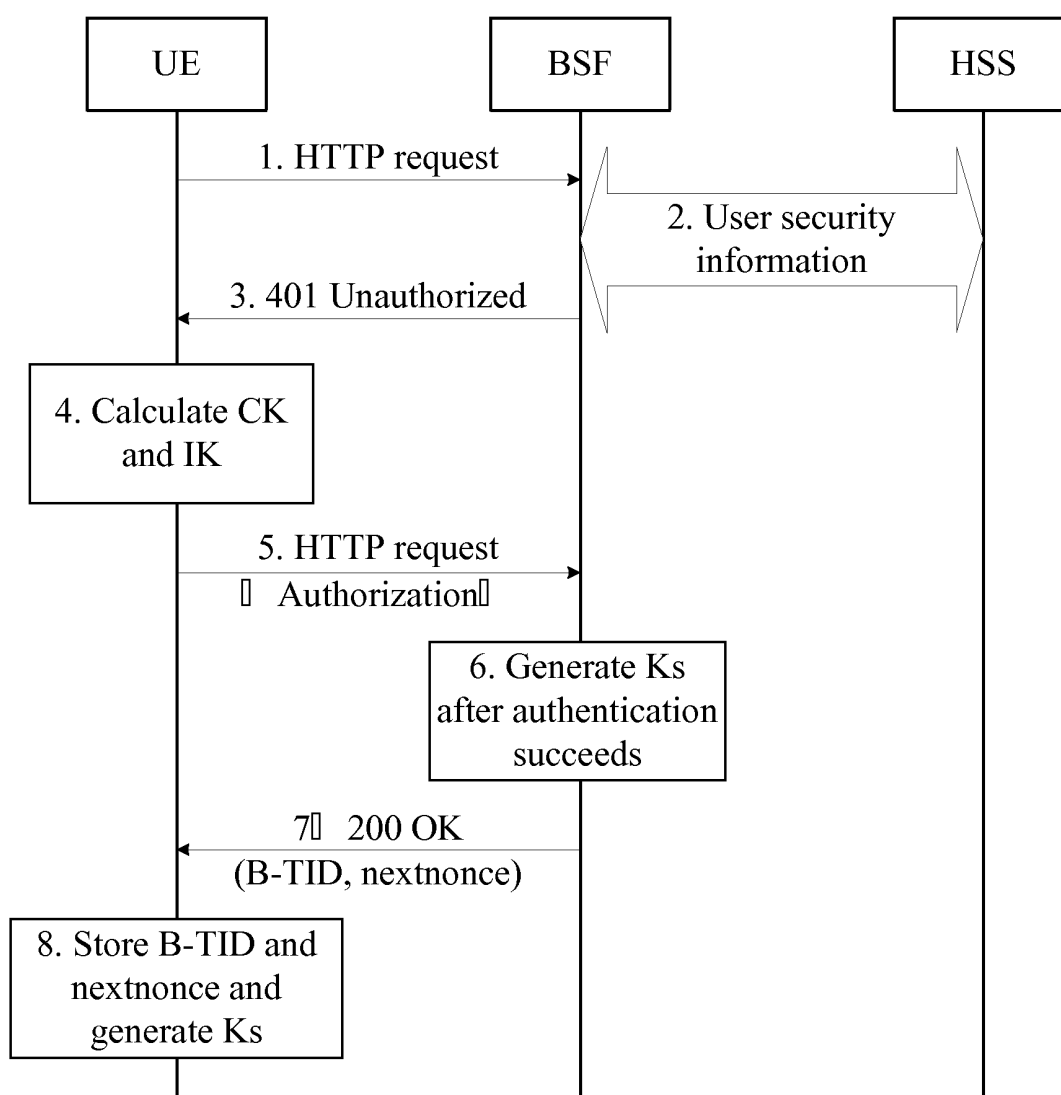 UE
BSF
HSS
1. HTTP request
2. User security
information
3. 401 Unauthorized
4. Calculate CK
and IK
5. HTTP request
▯ Authorization▯
6. Generate Ks
after authentication
succeeds
7▯ 200 OK
(B-TID, nextnonce)
8. Store B-TID and
nextnonce and
generate Ks